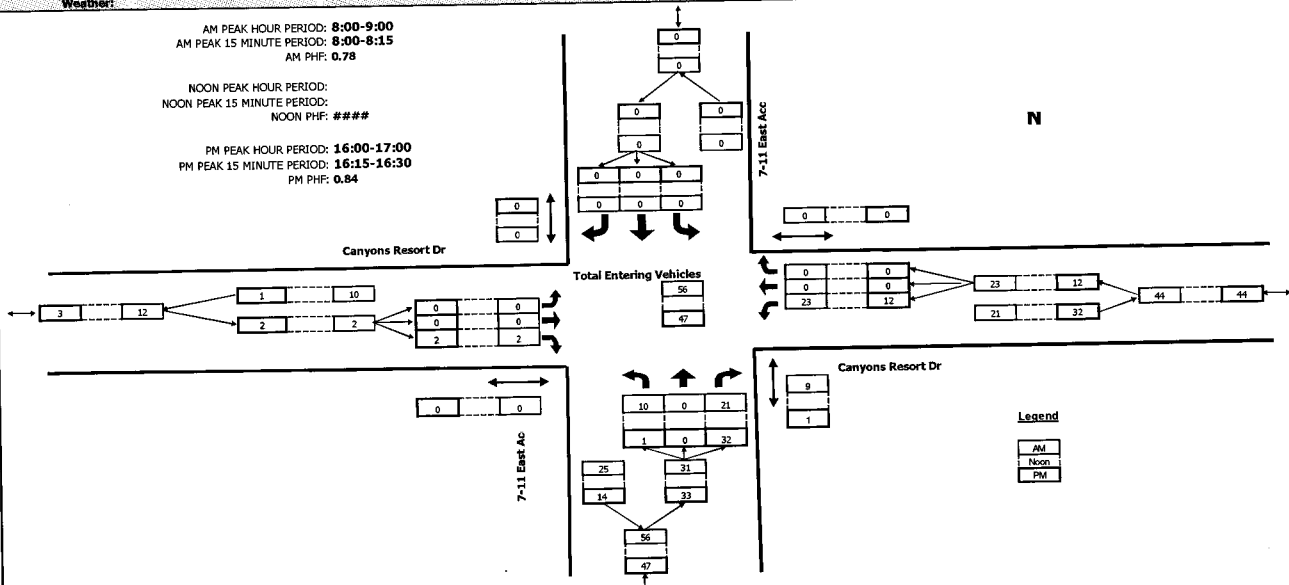 Weather:
AM PEAK HOUR PERIOD: 8:00-9:00
AM PEAK 15 MINUTE PERIOD: 8:00-8:15
AM PHF: 0.78
NOON PEAK HOUR PERIOD:
NOON PEAK 15 MINUTE PERIOD:
NOON PHF: ####
PM PEAK HOUR PERIOD: 16:00-17:00
PM PEAK 15 MINUTE PERIOD: 16:15-16:30
PM PHF: 0.84
0
0
0 0
0 0
0 0 0
0 0 0
7-11 East Acc
N
0
0
0 0
Canyons Resort Dr
Total Entering Vehicles
56
47
3 12
1 10
2 2
0 0
0 0
2 2
0 0
0 0
23 12
23 12
21 32
44 44
Canyons Resort Dr
9
1
0 0
7-11 East Ac
10 0 21
1 0 32
25 31
14 33
56
47
Legend
AM
Noon
PM